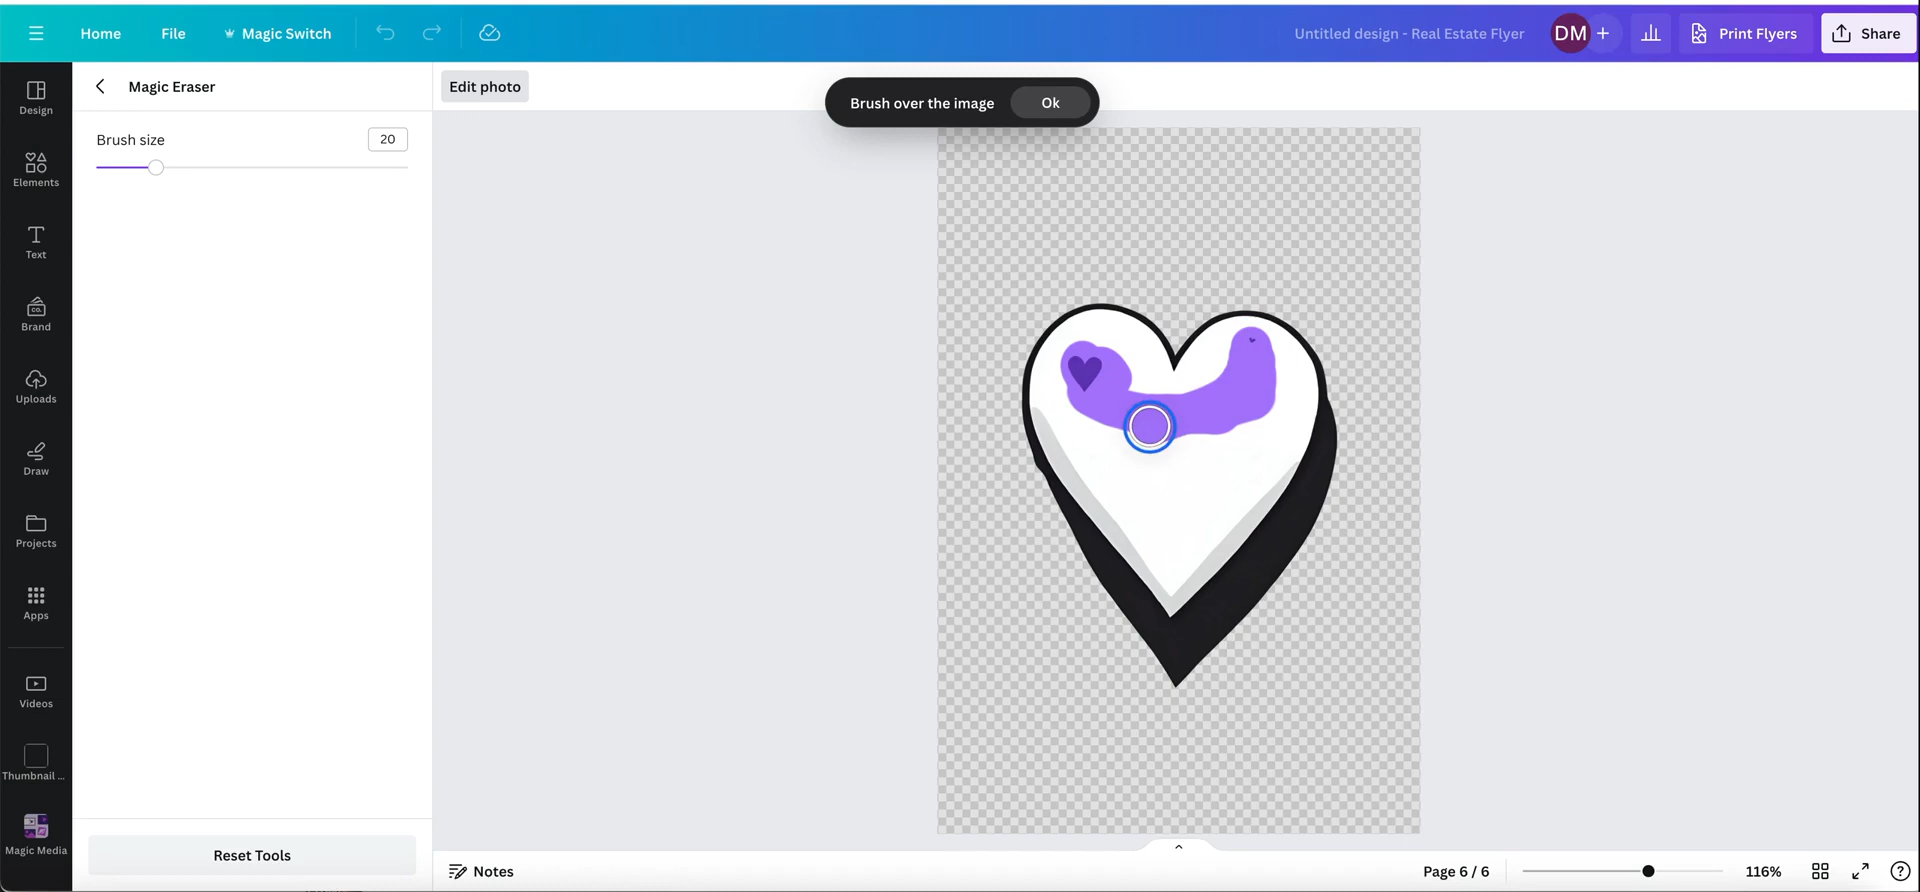 Home
File
Magic Switch
Untitled design - Real Estate Flyer
DM
+
Print Flyers
Share
Design
Elements
Text
CO.
Brand
Uploads
Draw
Projects
Apps
Videos
Thumbnail ...
Magic Media
Magic Eraser
Brush size
20
Reset Tools
Edit photo
Brush over the image
Ok
Notes
Page 6 / 6
116%
?